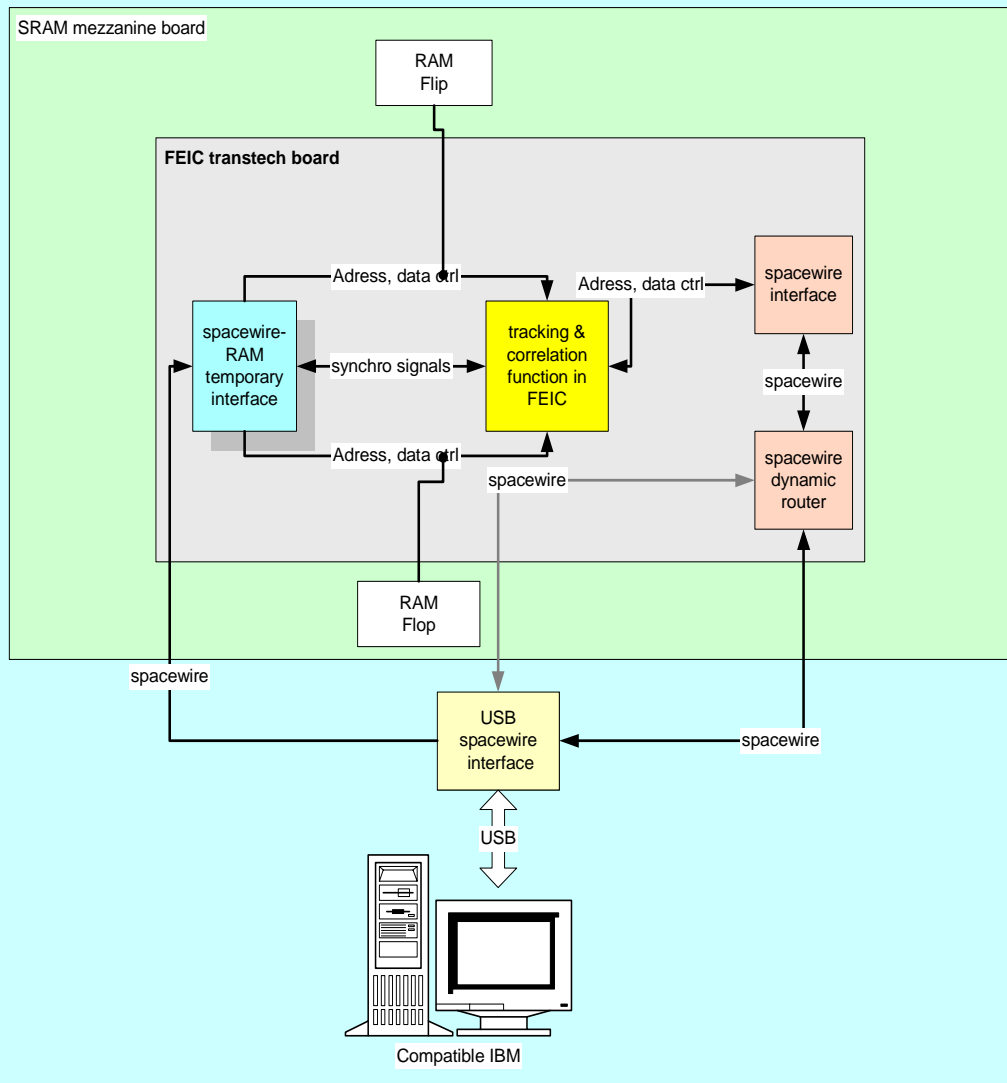 SRAM mezzanine board
RAM
Flip
FEIC transtech board
Adress, data ctrl
Adress, data ctrl
spacewire
interface
spacewire-
RAM
temporary
interface
synchro signals
tracking &
correlation
function in
FEIC
spacewire
Adress, data ctrl
spacewire
spacewire
dynamic
router
RAM
Flop
spacewire
USB
spacewire
interface
spacewire
USB
Compatible IBM